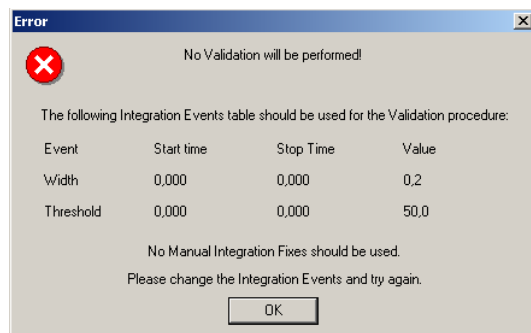 Error
No Validation will be performed!
The following Integration Events table should be used for the Validation procedure:
Event Start time Stop Time Value
Width 0,000 0,000 0,2
Threshold 0,000 0,000 50,0
No Manual Integration Fixes should be used.
Please change the Integration Events and try again.
OK